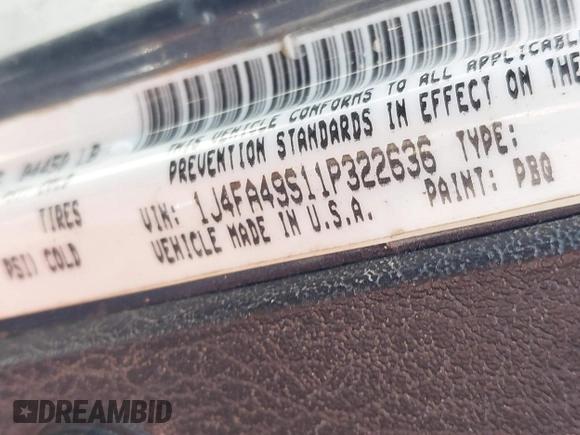 THIS VEHICLE CONFORMS TO ALL APPLICABLE
PREVENTION STANDARDS IN EFFECT ON THE
TIRES
VIN: 1J4FA49S11P322636 TYPE:
PSI) COLD
VEHICLE MADE IN U.S.A. PAINT: PBQ
DREAMBID